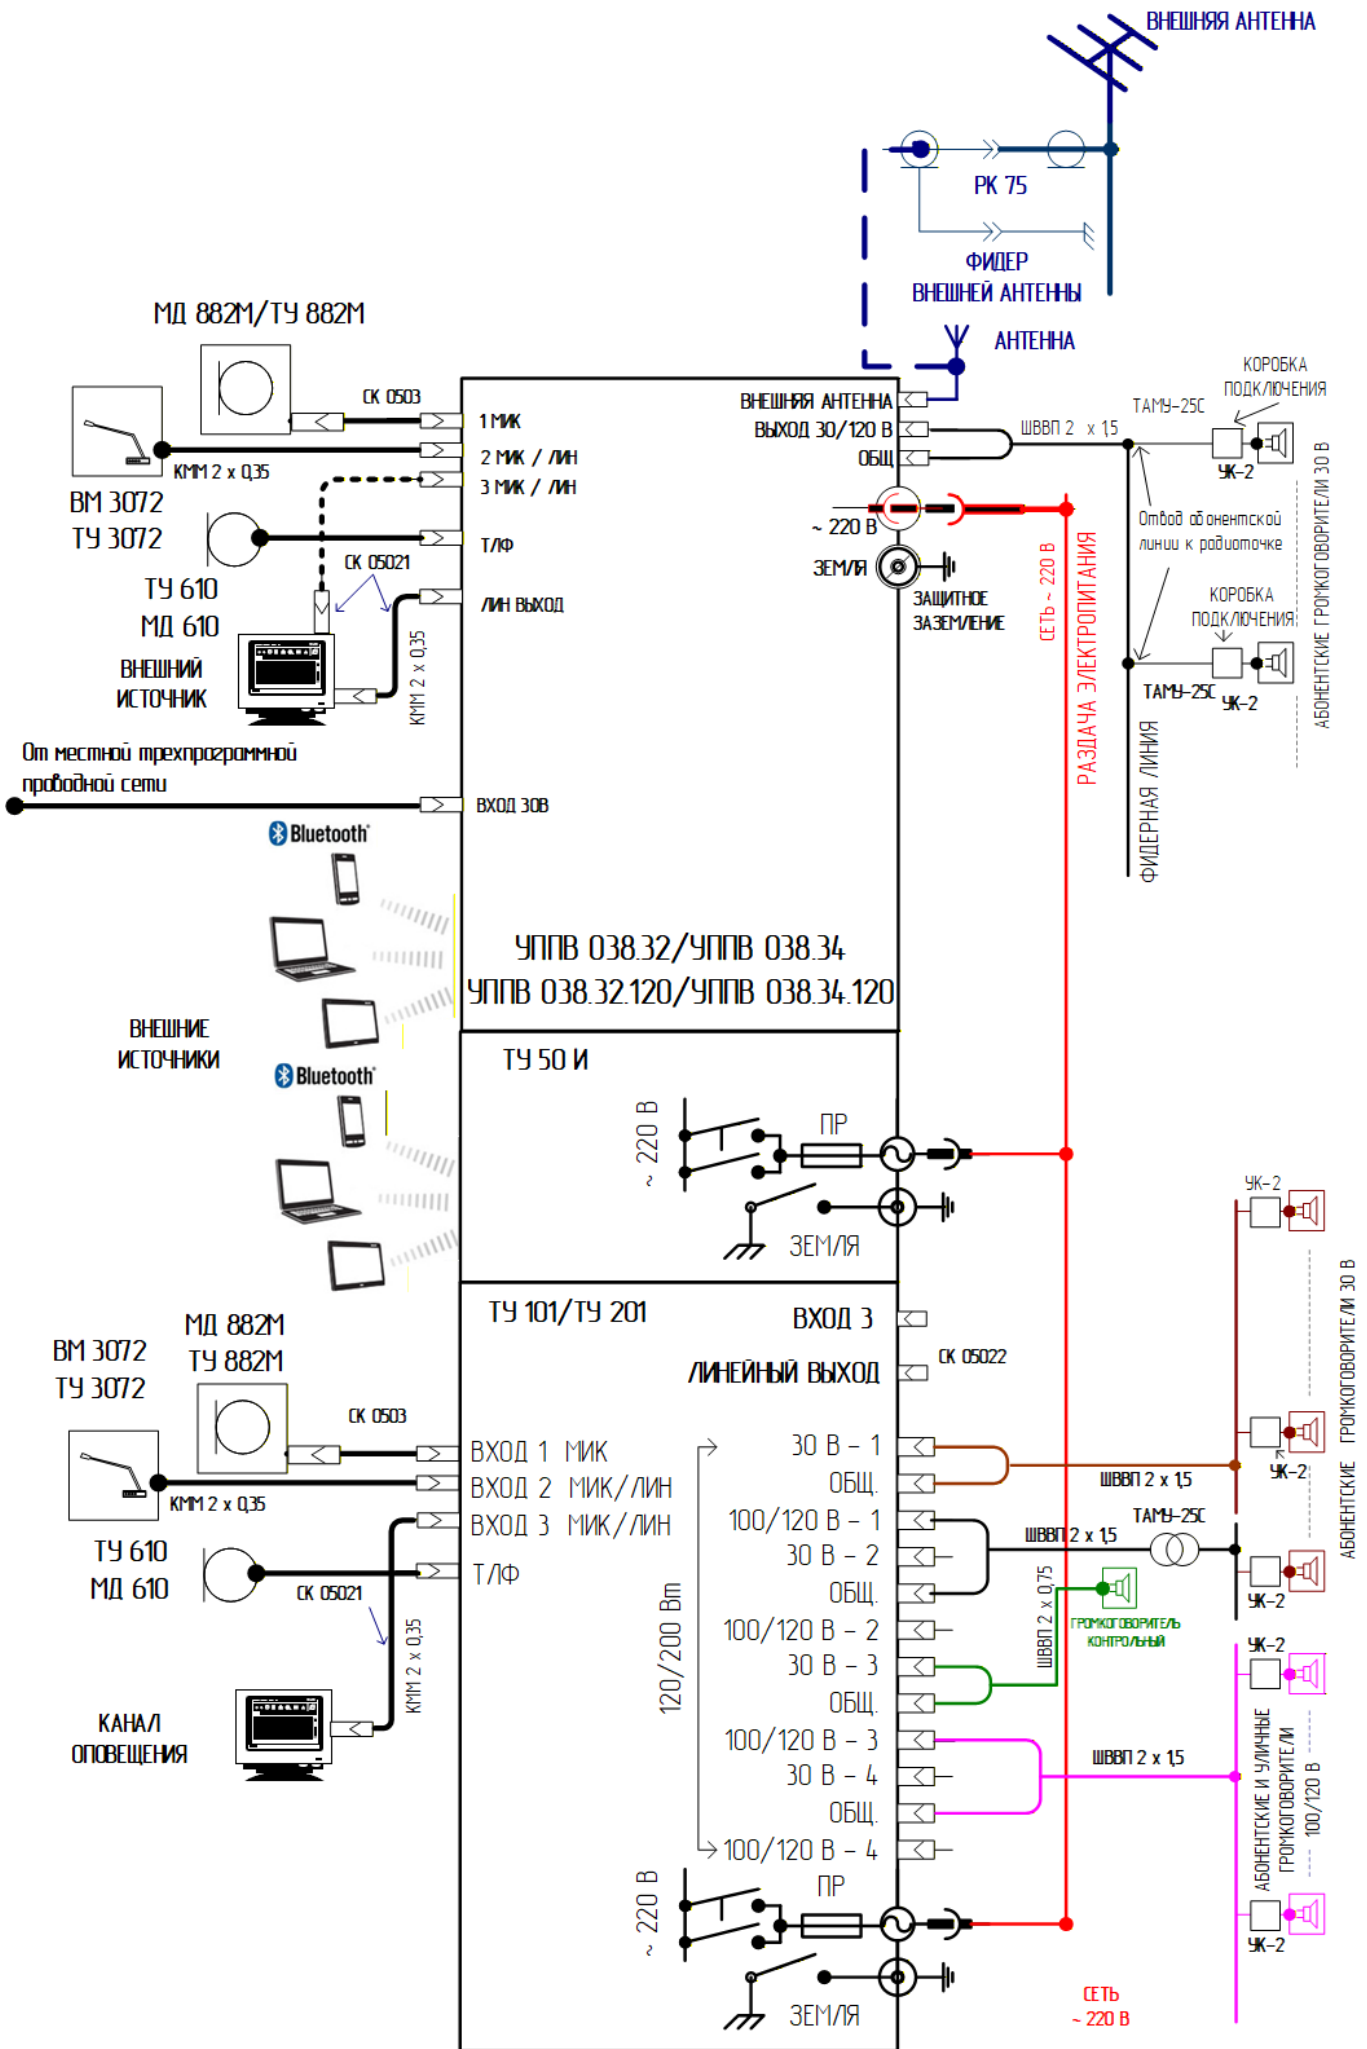 ВНЕШНЯЯ АНТЕННА
РК 75
ФИДЕР
ВНЕШНЕЙ АНТЕННЫ
АНТЕННА
МД 882М/ТУ 882М
СК 0503
КММ 2 x 0,35
ВМ 3072
ТУ 3072
ТУ 610
МД 610
СК 05021
ВНЕШНИЙ
ИСТОЧНИК
КММ 2 x 0,35
От местной трехпрограммной
проводной сети
1 МИК
2 МИК / ЛИН
3 МИК / ЛИН
Т/Ф
ЛИН ВЫХОД
ВХОД 30В
ВНЕШНЯЯ АНТЕННА
ВЫХОД 30/120 В
ОБЩ
~ 220 В
ЗЕМЛЯ
ЗАЩИТНОЕ
ЗАЗЕМЛЕНИЕ
ШВВП 2 x 1,5
ТАМУ-25С
КОРОБКА
ПОДКЛЮЧЕНИЯ
УК-2
Отвод абонентской
линии к радиоточке
КОРОБКА
ПОДКЛЮЧЕНИЯ
ТАМУ-25С
УК-2
АБОНЕНТСКИЕ ГРОМКОГОВОРИТЕЛИ 30 В
ФИДЕРНАЯ ЛИНИЯ
СЕТЬ ~ 220 В
РАЗДАЧА ЭЛЕКТРОПИТАНИЯ
Bluetooth
УППВ 038.32/УППВ 038.34
УППВ 038.32.120/УППВ 038.34.120
ВНЕШНИЕ
ИСТОЧНИКИ
Bluetooth
ТУ 50 И
~ 220 В
ПР
ЗЕМЛЯ
ТУ 101/ТУ 201
ВХОД 3
ЛИНЕЙНЫЙ ВЫХОД
СК 05022
МД 882М
ТУ 882М
ВМ 3072
ТУ 3072
СК 0503
КММ 2 x 0,35
ТУ 610
МД 610
СК 05021
КММ 2 x 0,35
КАНАЛ
ОПОВЕЩЕНИЯ
ВХОД 1 МИК
ВХОД 2 МИК/ЛИН
ВХОД 3 МИК/ЛИН
Т/Ф
120/200 Вт
30 В - 1
ОБЩ.
100/120 В - 1
30 В - 2
ОБЩ.
100/120 В - 2
30 В - 3
ОБЩ.
100/120 В - 3
30 В - 4
ОБЩ.
100/120 В - 4
ШВВП 2 x 1,5
ШВВП 2 x 1,5
ТАМУ-25С
ШВВП 2 x 0,75
ГРОМКОГОВОРИТЕЛЬ
КОНТРОЛЬНЫЙ
ШВВП 2 x 1,5
УК-2
УК-2
УК-2
УК-2
УК-2
АБОНЕНТСКИЕ ГРОМКОГОВОРИТЕЛИ 30 В
АБОНЕНТСКИЕ И УЛИЧНЫЕ
ГРОМКОГОВОРИТЕЛИ
100/120 В
~ 220 В
ПР
ЗЕМЛЯ
СЕТЬ
~ 220 В